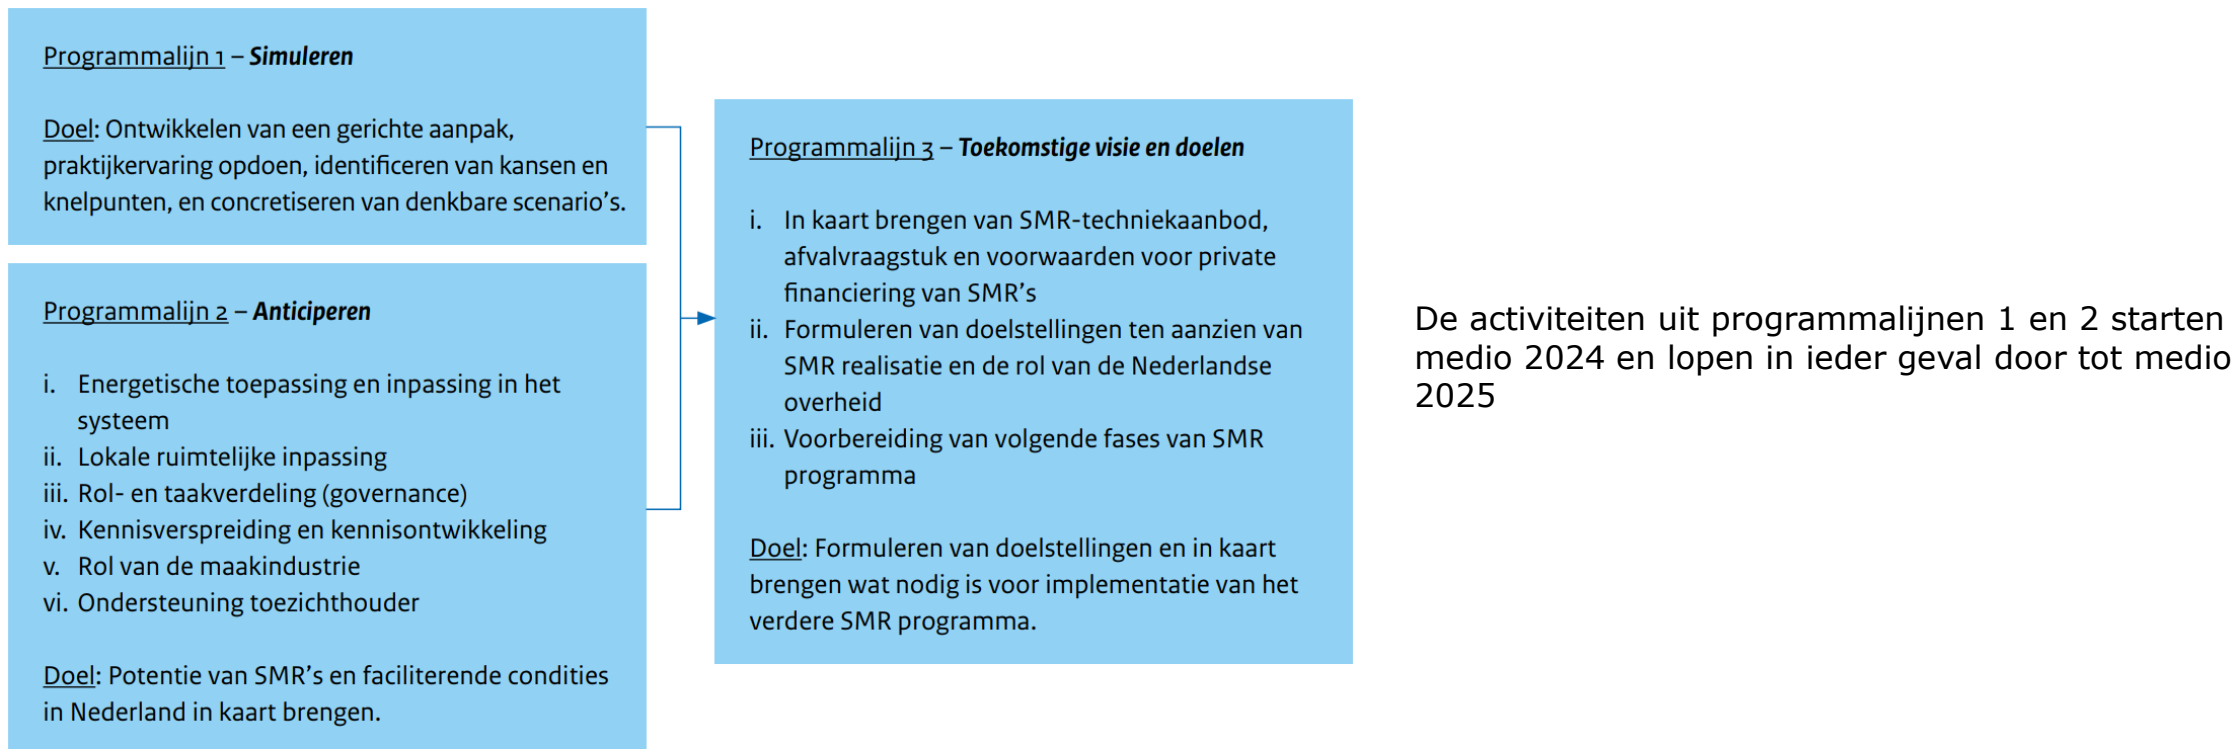 Programmalijn 1 – Simuleren
Doel: Ontwikkelen van een gerichte aanpak,
praktijkervaring opdoen, identificeren van kansen en
knelpunten, en concretiseren van denkbare scenario’s.
Programmalijn 2 – Anticiperen
i. Energetische toepassing en inpassing in het
systeem
ii. Lokale ruimtelijke inpassing
iii. Rol- en taakverdeling (governance)
iv. Kennisverspreiding en kennisontwikkeling
v. Rol van de maakindustrie
vi. Ondersteuning toezichthouder
Doel: Potentie van SMR’s en faciliterende condities
in Nederland in kaart brengen.
Programmalijn 3 – Toekomstige visie en doelen
i. In kaart brengen van SMR-techniekaanbod,
afvalvraagstuk en voorwaarden voor private
financiering van SMR’s
ii. Formuleren van doelstellingen ten aanzien van
SMR realisatie en de rol van de Nederlandse
overheid
iii. Voorbereiding van volgende fases van SMR
programma
Doel: Formuleren van doelstellingen en in kaart
brengen wat nodig is voor implementatie van het
verdere SMR programma.
De activiteiten uit programmalijnen 1 en 2 starten
medio 2024 en lopen in ieder geval door tot medio
2025